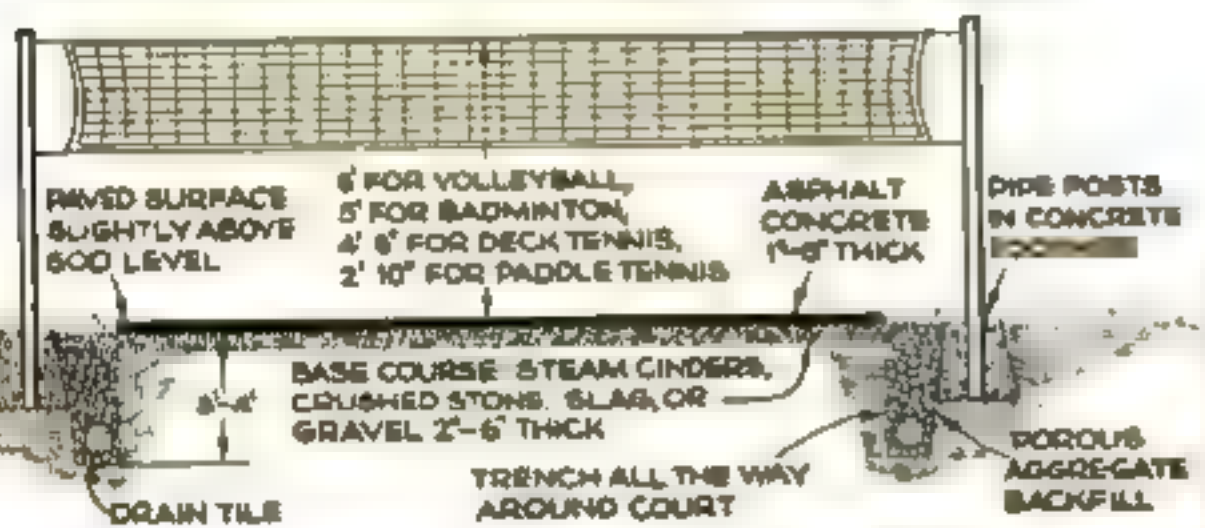 PAVED SURFACE
SLIGHTLY ABOVE
SOD LEVEL
8' FOR VOLLEYBALL,
5' FOR BADMINTON,
4' 8" FOR DECK TENNIS,
2' 10" FOR PADDLE TENNIS
ASPHALT
CONCRETE
THICK
PIPE POSTS
IN CONCRETE
BASE COURSE STEAM CINDERS,
CRUSHED STONE, SLAG, OR
GRAVEL 2"-6" THICK
TRENCH ALL THE WAY
AROUND COURT
POROUS
AGGREGATE
BACKFILL
DRAIN TILE